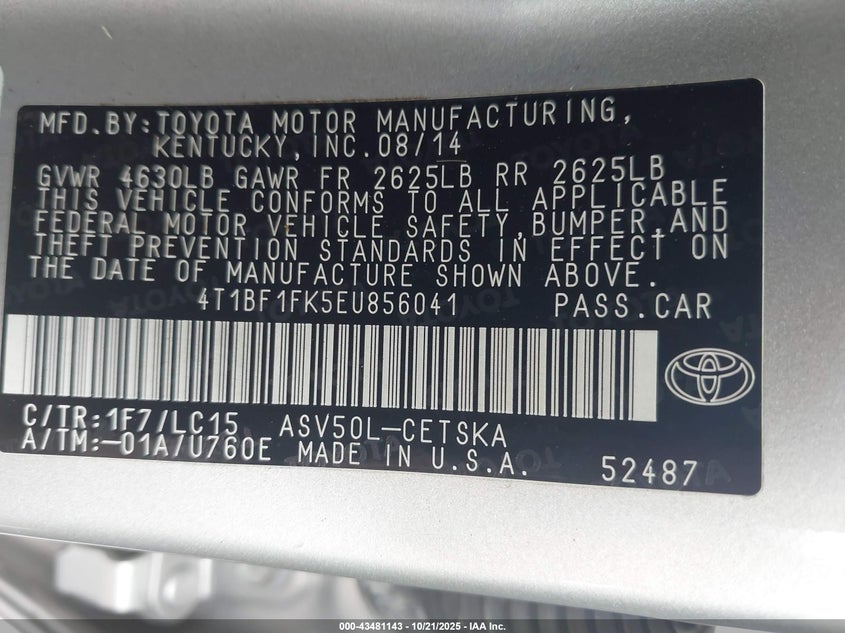 MFD.BY:TOYOTA MOTOR MANUFACTURING,
KENTUCKY,INC.08/14
GVWR 4630LB GAWR FR 2625LB RR 2625LB
THIS VEHICLE CONFORMS TO ALL APPLICABLE
FEDERAL MOTOR VEHICLE SAFETY,BUMPER,AND
THEFT PREVENTION STANDARDS IN EFFECT ON
THE DATE OF MANUFACTURE SHOWN ABOVE.
4T1BF1FK5EU856041 PASS.CAR
C/TR:1F7/LC15 ASV50L-CETSKA
A/TM:-01A/U760E MADE IN U.S.A. 52487
000-43481143 - 10/21/2025 - IAA Inc.